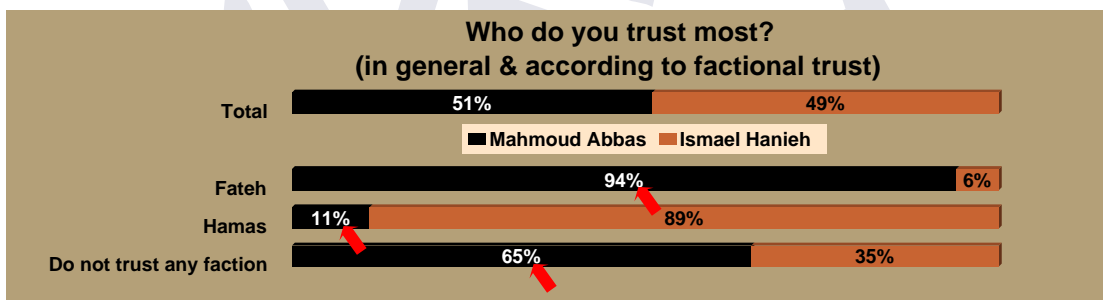 Who do you trust most?
(in general & according to factional trust)
Total 51% 49%
Mahmoud Abbas Ismael Hanieh
Fateh 94% 6%
Hamas 11% 89%
Do not trust any faction 65% 35%